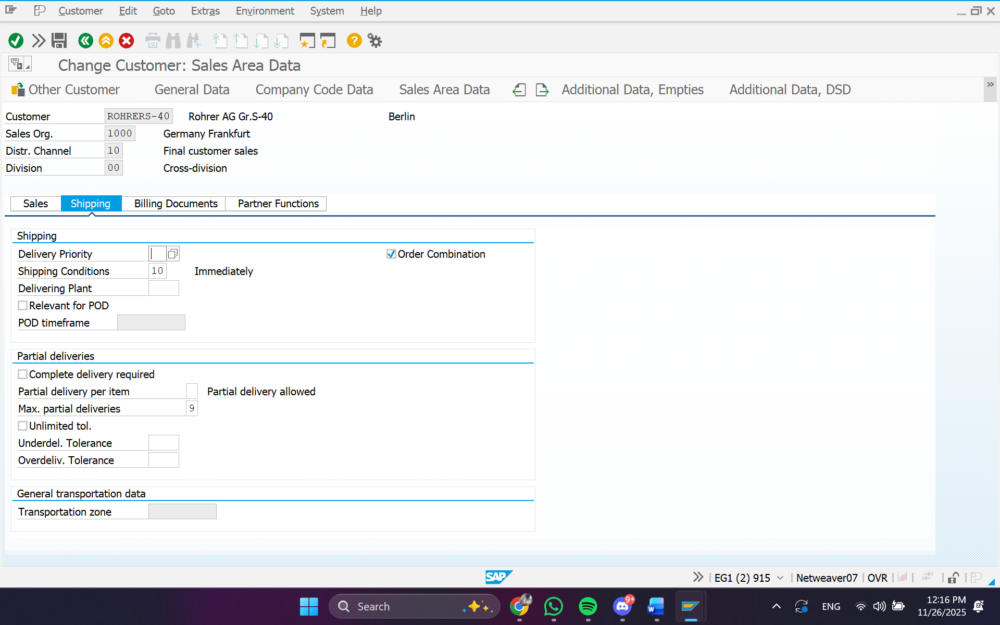 Customer Edit Goto Extras Environment System Help
Change Customer: Sales Area Data
Other Customer General Data Company Code Data Sales Area Data Additional Data, Empties Additional Data, DSD
Customer ROHRERS-40 Rohrer AG Gr.S-40 Berlin
Sales Org. 1000 Germany Frankfurt
Distr. Channel 10 Final customer sales
Division 00 Cross-division
Sales Shipping Billing Documents Partner Functions
Shipping
Delivery Priority Order Combination
Shipping Conditions 10 Immediately
Delivering Plant
Relevant for POD
POD timeframe
Partial deliveries
Complete delivery required
Partial delivery per item Partial delivery allowed
Max. partial deliveries 9
Unlimited tol.
Underdel. Tolerance
Overdeliv. Tolerance
General transportation data
Transportation zone
SAP EG1 (2) 915 Netweaver07 OVR
Search 9+ W ENG 12:16 PM
11/26/2025